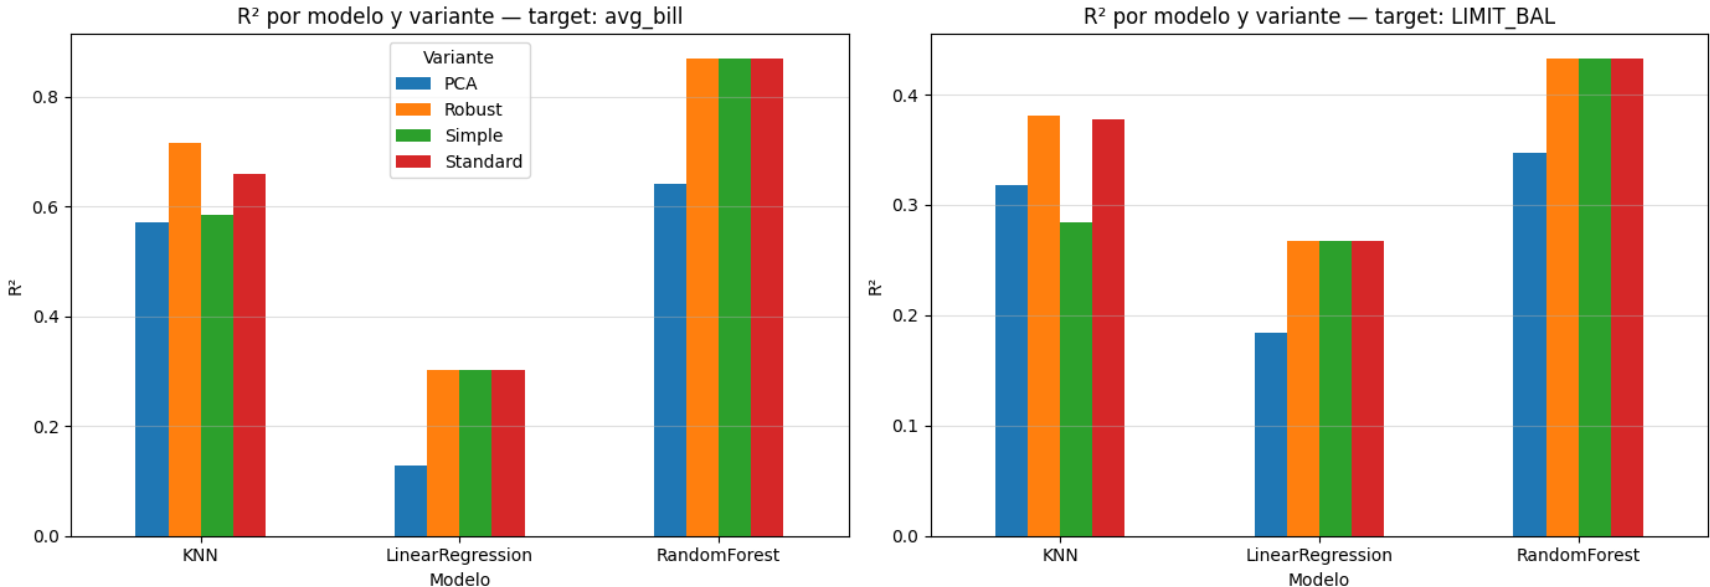 R² por modelo y variante — target: avg_bill
Variante
PCA
Robust
Simple
Standard
0.8
0.6
0.4
0.2
0.0
R²
KNN
LinearRegression
RandomForest
Modelo
R² por modelo y variante — target: LIMIT_BAL
0.4
0.3
0.2
0.1
0.0
R²
KNN
LinearRegression
RandomForest
Modelo